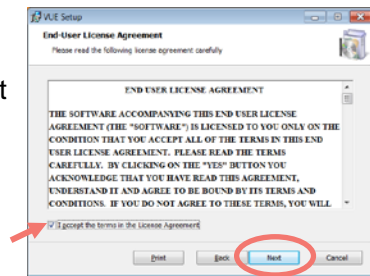 VUE Setup
End-User License Agreement
Please read the following license agreement carefully
t
END USER LICENSE AGREEMENT
THE SOFTWARE ACCOMPANYING THIS END USER LICENSE
AGREEMENT (THE "SOFTWARE") IS LICENSED TO YOU ONLY ON THE
CONDITION THAT YOU ACCEPT ALL OF THE TERMS IN THIS END
USER LICENSE AGREEMENT. PLEASE READ THE TERMS
CAREFULLY. BY CLICKING ON THE "YES" BUTTON YOU
ACKNOWLEDGE THAT YOU HAVE READ THIS AGREEMENT,
UNDERSTAND IT AND AGREE TO BE BOUND BY ITS TERMS AND
CONDITIONS. IF YOU DO NOT AGREE TO THESE TERMS, YOU WILL
I accept the terms in the License Agreement
Print Back Next Cancel